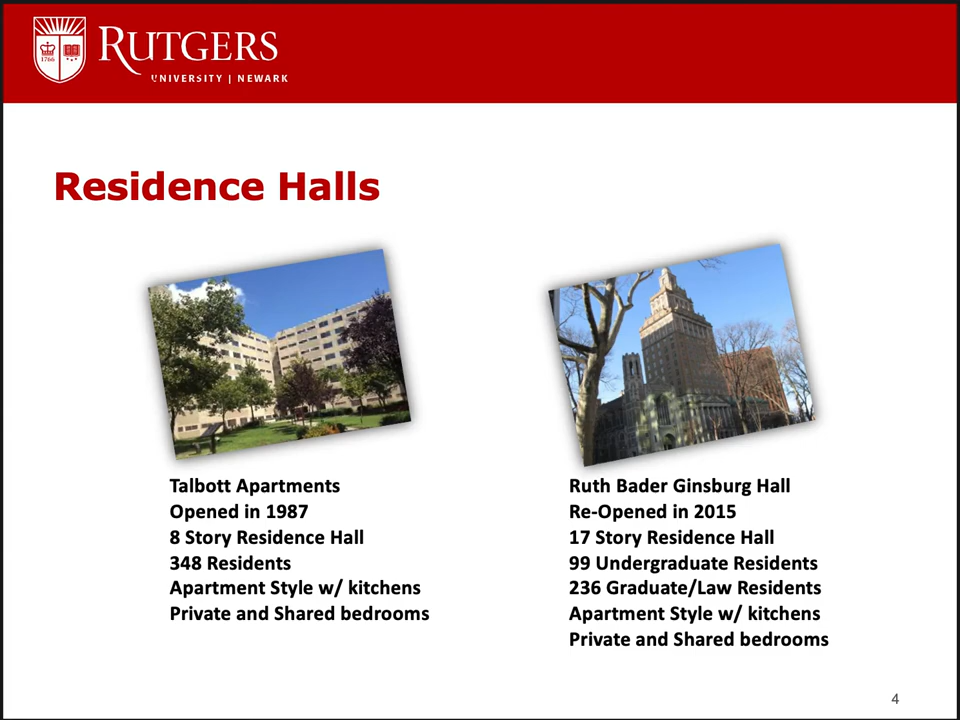 1766
RUTGERS
UNIVERSITY | NEWARK
Residence Halls
Talbott Apartments
Opened in 1987
8 Story Residence Hall
348 Residents
Apartment Style w/ kitchens
Private and Shared bedrooms
Ruth Bader Ginsburg Hall
Re-Opened in 2015
17 Story Residence Hall
99 Undergraduate Residents
236 Graduate/Law Residents
Apartment Style w/ kitchens
Private and Shared bedrooms
4